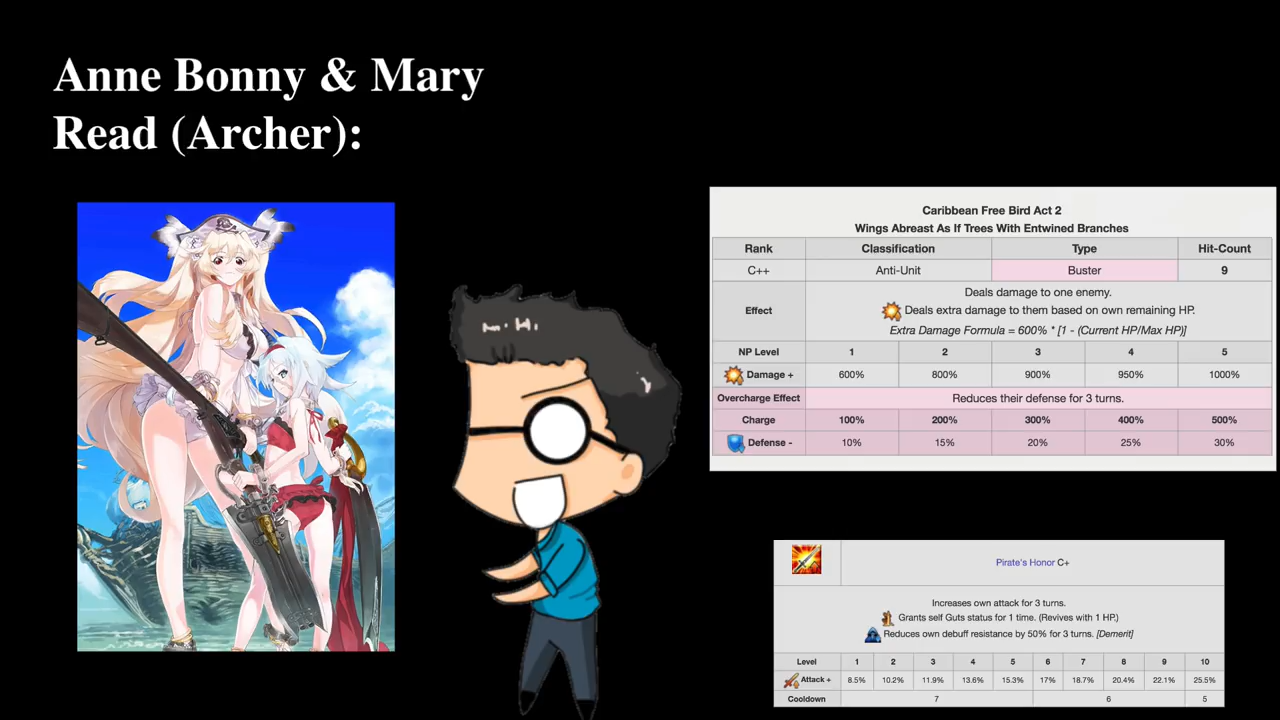 Anne Bonny & Mary
Read (Archer):
Caribbean Free Bird Act 2
Wings Abreast As If Trees With Entwined Branches
Rank Classification Type Hit-Count
C++ Anti-Unit Buster 9
Effect
Deals damage to one enemy.
Deals extra damage to them based on own remaining HP.
Extra Damage Formula = 600% * [1 - (Current HP/Max HP)]
NP Level 1 2 3 4 5
Damage + 600% 800% 900% 950% 1000%
Overcharge Effect Reduces their defense for 3 turns.
Charge 100% 200% 300% 400% 500%
Defense - 10% 15% 20% 25% 30%
Pirate's Honor C+
Increases own attack for 3 turns.
Grants self Guts status for 1 time. (Revives with 1 HP.)
Reduces own debuff resistance by 50% for 3 turns. [Demerit]
Level 1 2 3 4 5 6 7 8 9 10
Attack + 8.5% 10.2% 11.9% 13.6% 15.3% 17% 18.7% 20.4% 22.1% 25.5%
Cooldown 7 6 5